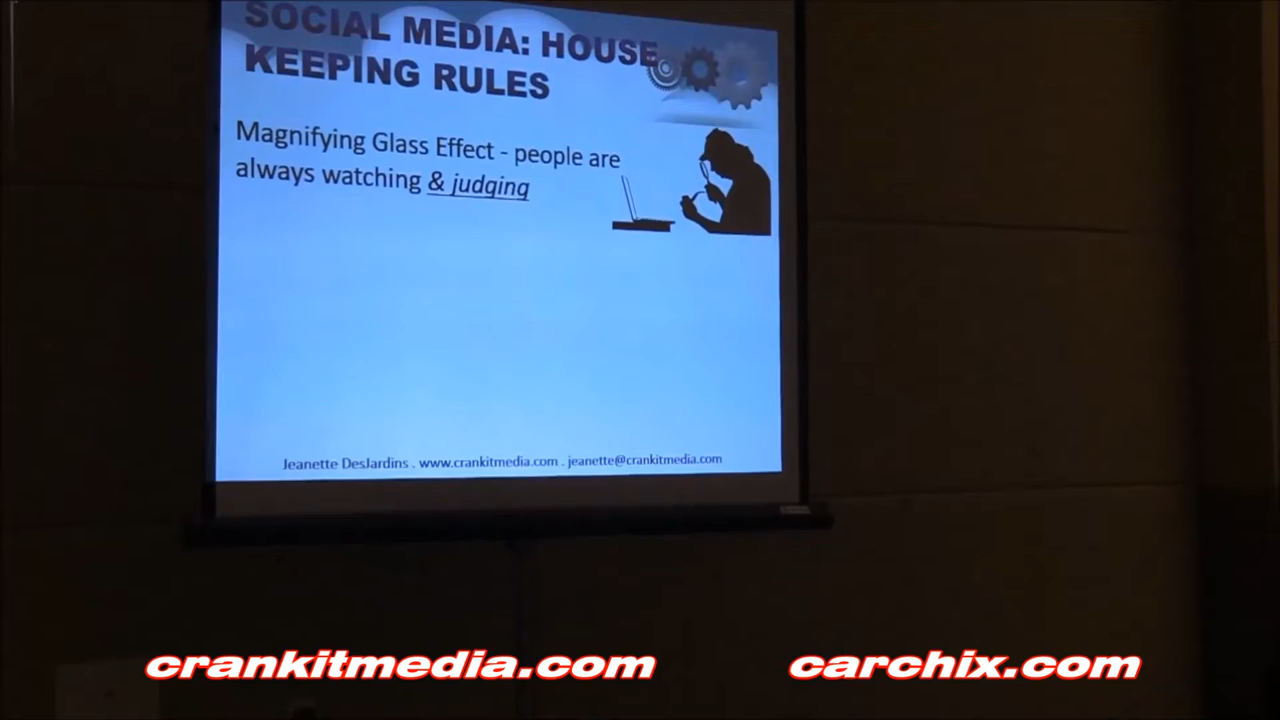 SOCIAL MEDIA: HOUSE
KEEPING RULES
Magnifying Glass Effect - people are
always watching & judging
Jeanette DesJardins . www.crankitmedia.com . jeanette@crankitmedia.com
crankitmedia.com
carchix.com